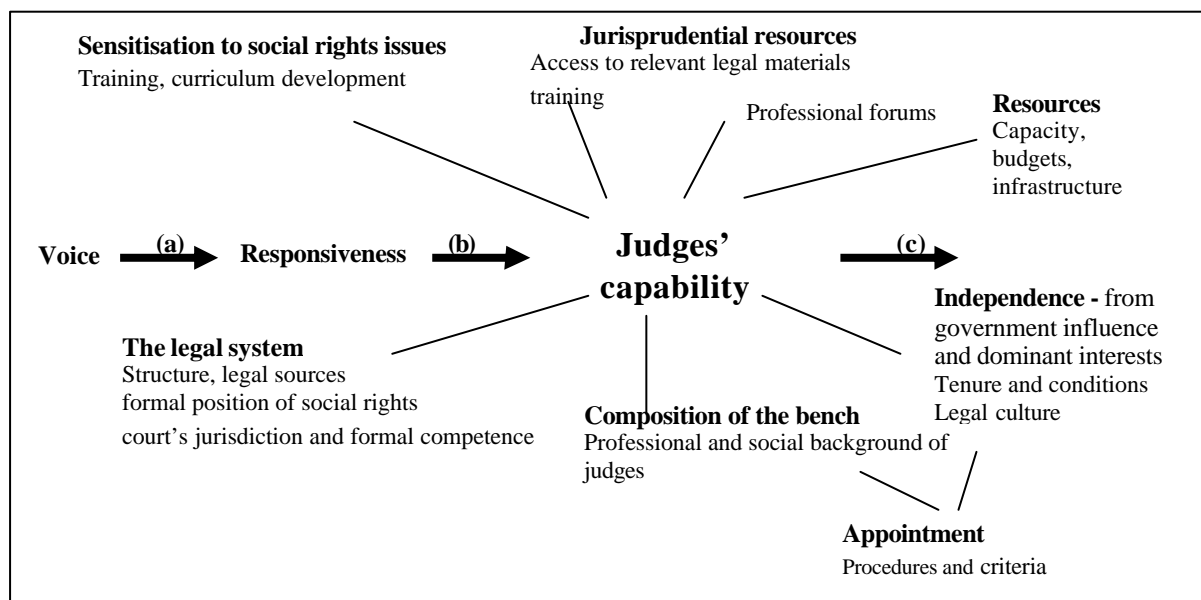 Sensitisation to social rights issues
Training, curriculum development
Jurisprudential resources
Access to relevant legal materials
training
Professional forums
Resources
Capacity,
budgets,
infrastructure
Voice
(a)
Responsiveness
(b)
Judges’
capability
(c)
The legal system
Structure, legal sources
formal position of social rights
court’s jurisdiction and formal competence
Composition of the bench
Professional and social background of
judges
Independence - from
government influence
and dominant interests
Tenure and conditions
Legal culture
Appointment
Procedures and criteria